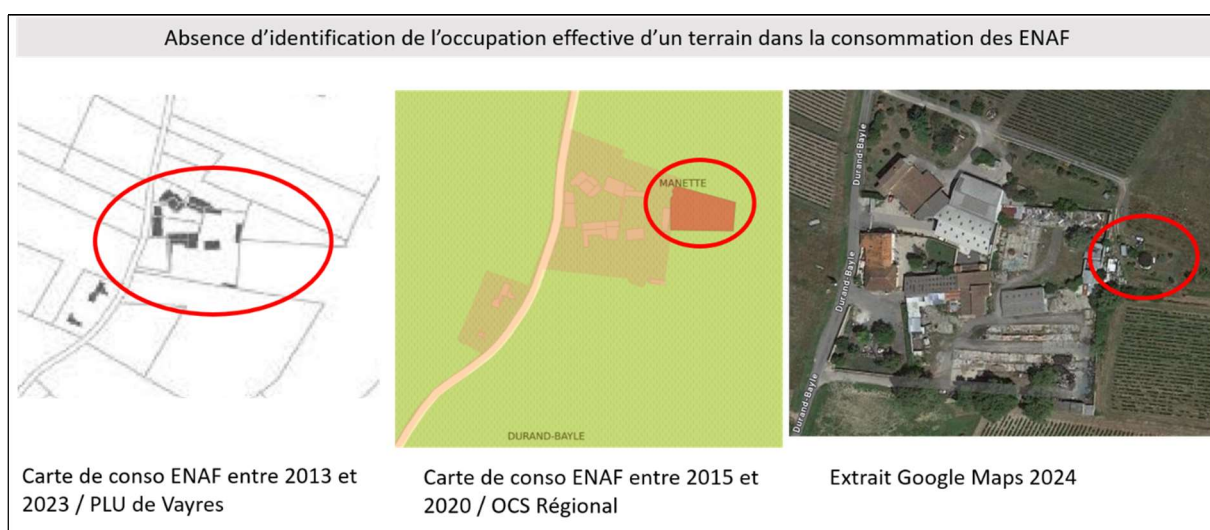 Absence d’identification de l’occupation effective d’un terrain dans la consommation des ENAF
MANETTE
DURAND-BAYLE
Durand-Bayle
Durand-Bayle
Durand-Bayle
Carte de conso ENAF entre 2013 et
2023 / PLU de Vayres
Carte de conso ENAF entre 2015 et
2020 / OCS Régional
Extrait Google Maps 2024